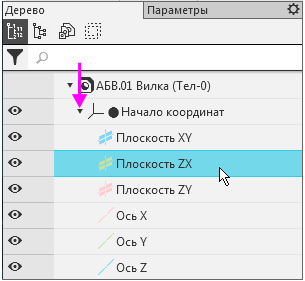 Дерево Параметры
АБВ.01 Вилка (Тел-0)
Начало координат
Плоскость XY
Плоскость ZX
Плоскость ZY
Ось X
Ось Y
Ось Z